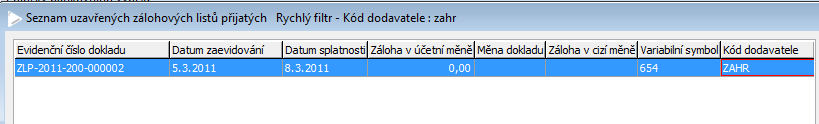 Seznam uzavřených zálohových listů přijatých   Rychlý filtr - Kód dodavatele : zahr
Evidenční číslo dokladu Datum zaevidování Datum splatnosti Záloha v účetní měně Měna dokladu Záloha v cizí měně Variabilní symbol Kód dodavatele
ZLP-2011-200-000002 5.3.2011 8.3.2011 0,00 654 ZAHR